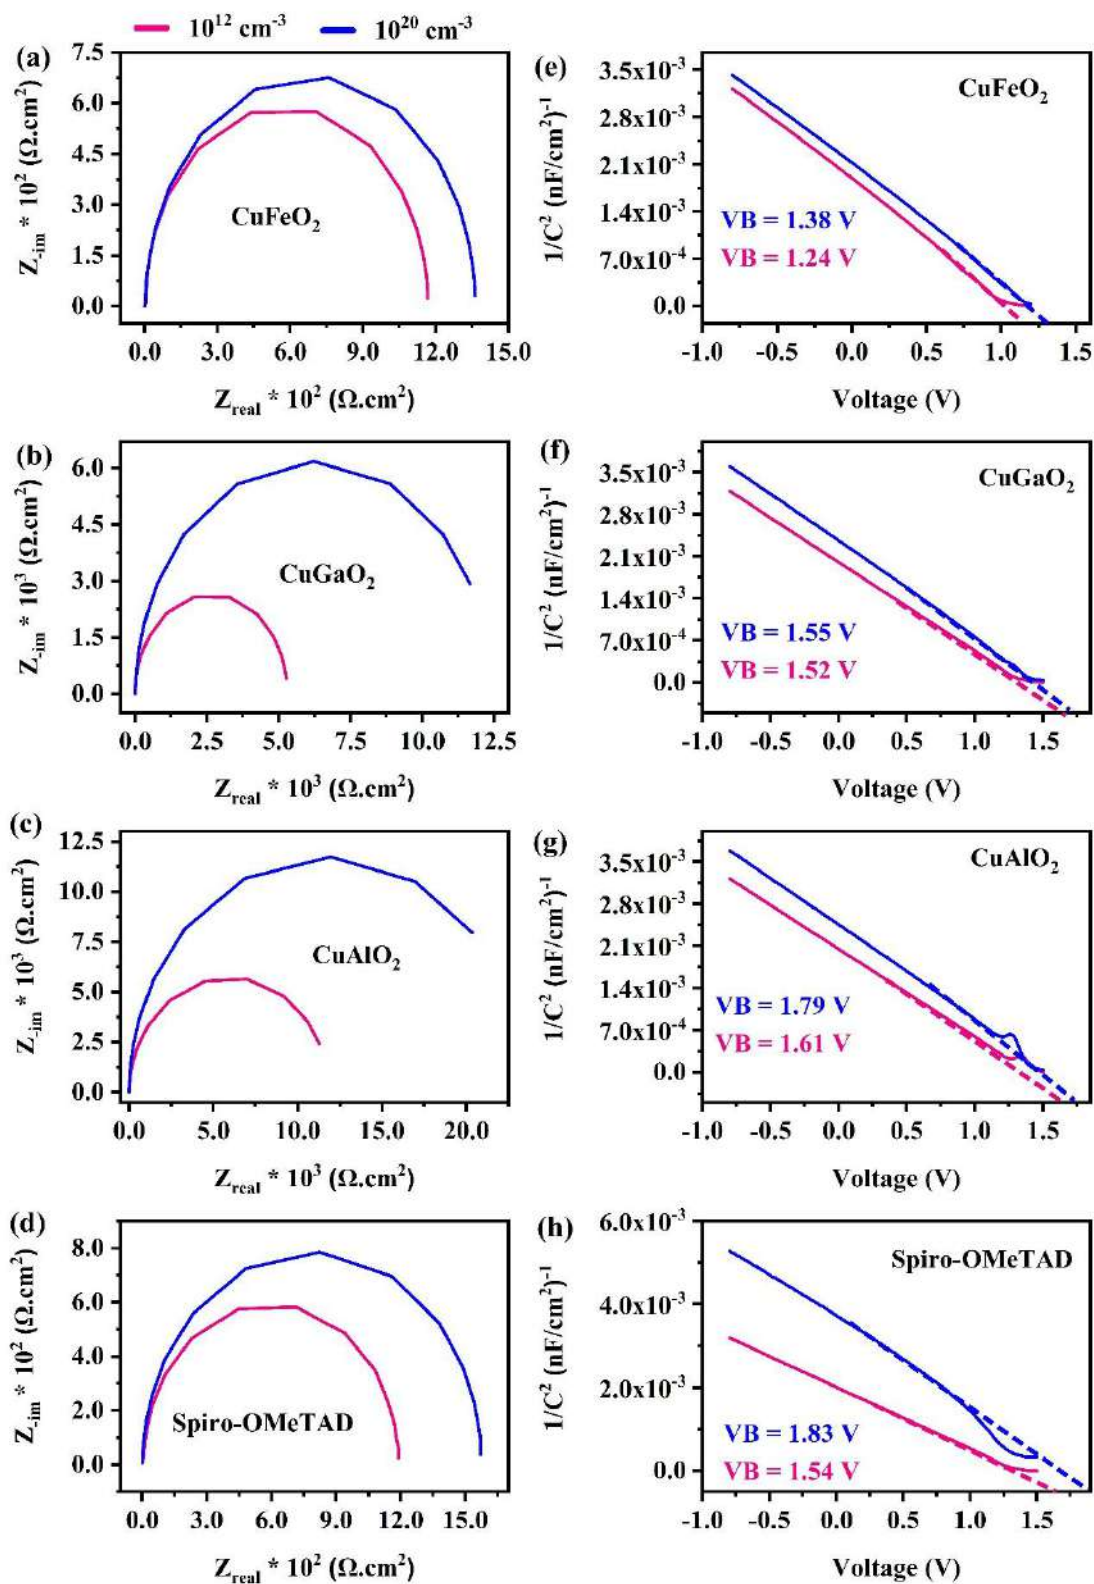 10¹² cm⁻³ 10²⁰ cm⁻³
(a)
7.5
6.0
4.5
3.0
1.5
0.0
Z₋ᵢₘ * 10² (Ω.cm²)
CuFeO₂
0.0 3.0 6.0 9.0 12.0 15.0
Zᵣₑₐₗ * 10² (Ω.cm²)
(e)
3.5x10⁻³
2.8x10⁻³
2.1x10⁻³
1.4x10⁻³
7.0x10⁻⁴
0.0
1/C² (nF/cm²)⁻¹
CuFeO₂
VB = 1.38 V
VB = 1.24 V
-1.0 -0.5 0.0 0.5 1.0 1.5
Voltage (V)
(b)
6.0
4.5
3.0
1.5
0.0
Z₋ᵢₘ * 10³ (Ω.cm²)
CuGaO₂
0.0 2.5 5.0 7.5 10.0 12.5
Zᵣₑₐₗ * 10³ (Ω.cm²)
(f)
3.5x10⁻³
2.8x10⁻³
2.1x10⁻³
1.4x10⁻³
7.0x10⁻⁴
0.0
1/C² (nF/cm²)⁻¹
CuGaO₂
VB = 1.55 V
VB = 1.52 V
-1.0 -0.5 0.0 0.5 1.0 1.5
Voltage (V)
(c)
12.5
10.0
7.5
5.0
2.5
0.0
Z₋ᵢₘ * 10³ (Ω.cm²)
CuAlO₂
0.0 5.0 10.0 15.0 20.0
Zᵣₑₐₗ * 10³ (Ω.cm²)
(g)
3.5x10⁻³
2.8x10⁻³
2.1x10⁻³
1.4x10⁻³
7.0x10⁻⁴
0.0
1/C² (nF/cm²)⁻¹
CuAlO₂
VB = 1.79 V
VB = 1.61 V
-1.0 -0.5 0.0 0.5 1.0 1.5
Voltage (V)
(d)
8.0
6.0
4.0
2.0
0.0
Z₋ᵢₘ * 10² (Ω.cm²)
Spiro-OMeTAD
0.0 3.0 6.0 9.0 12.0 15.0
Zᵣₑₐₗ * 10² (Ω.cm²)
(h)
6.0x10⁻³
4.0x10⁻³
2.0x10⁻³
0.0
1/C² (nF/cm²)⁻¹
Spiro-OMeTAD
VB = 1.83 V
VB = 1.54 V
-1.0 -0.5 0.0 0.5 1.0 1.5
Voltage (V)